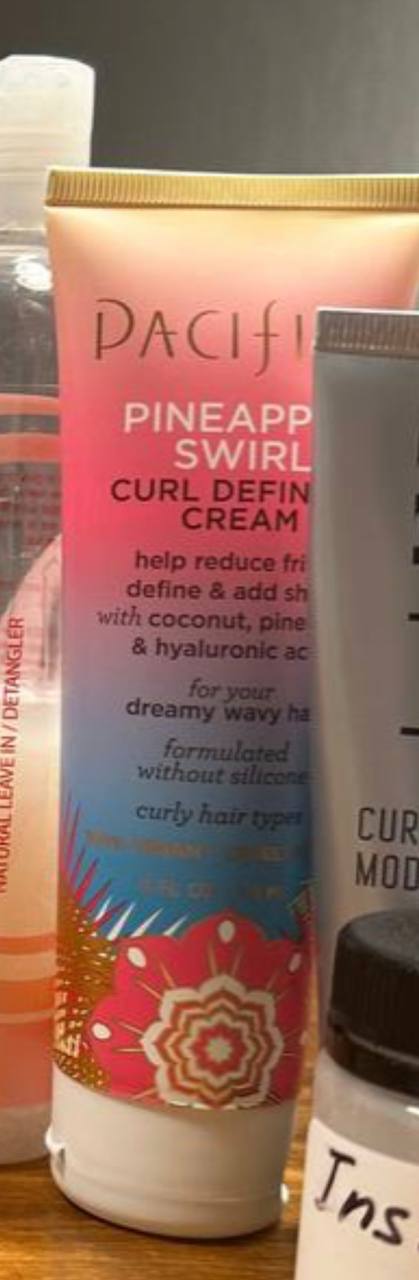 NATURAL LEAVE IN / DETANGLER
PACIFI
PINEAPP
SWIRL
CURL DEFIN
CREAM
help reduce fri
define & add sh
with coconut, pine
& hyaluronic ac
for your
dreamy wavy ha
formulated
without silicone
curly hair types
CUR
MOD
Ins